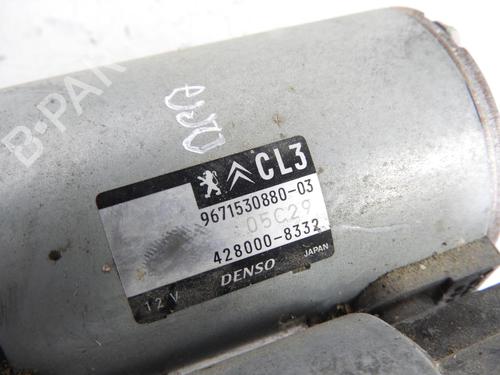 B-PAR
CL3
9671530880-03
05C29
428000-8332
DENSO
JAPAN
12V